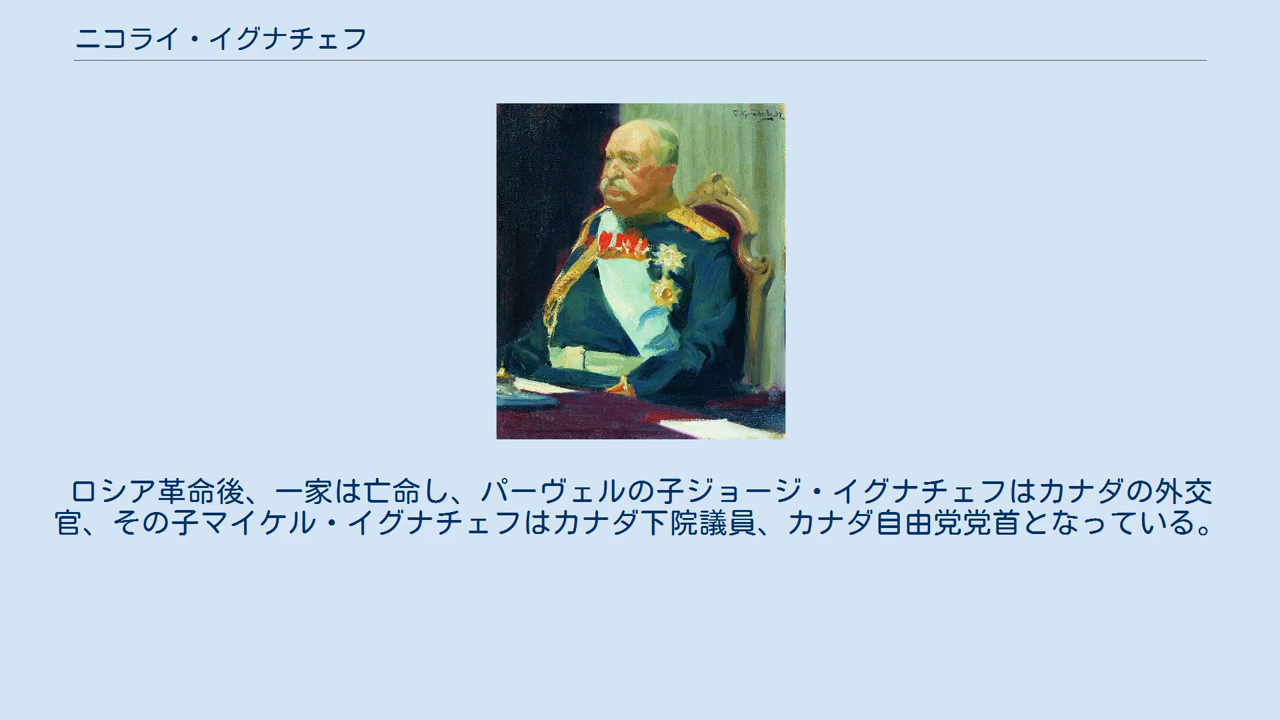 ニコライ・イグナチェフ
ロシア革命後、一家は亡命し、パーヴェルの子ジョージ・イグナチェフはカナダの外交
官、その子マイケル・イグナチェフはカナダ下院議員、カナダ自由党党首となっている。